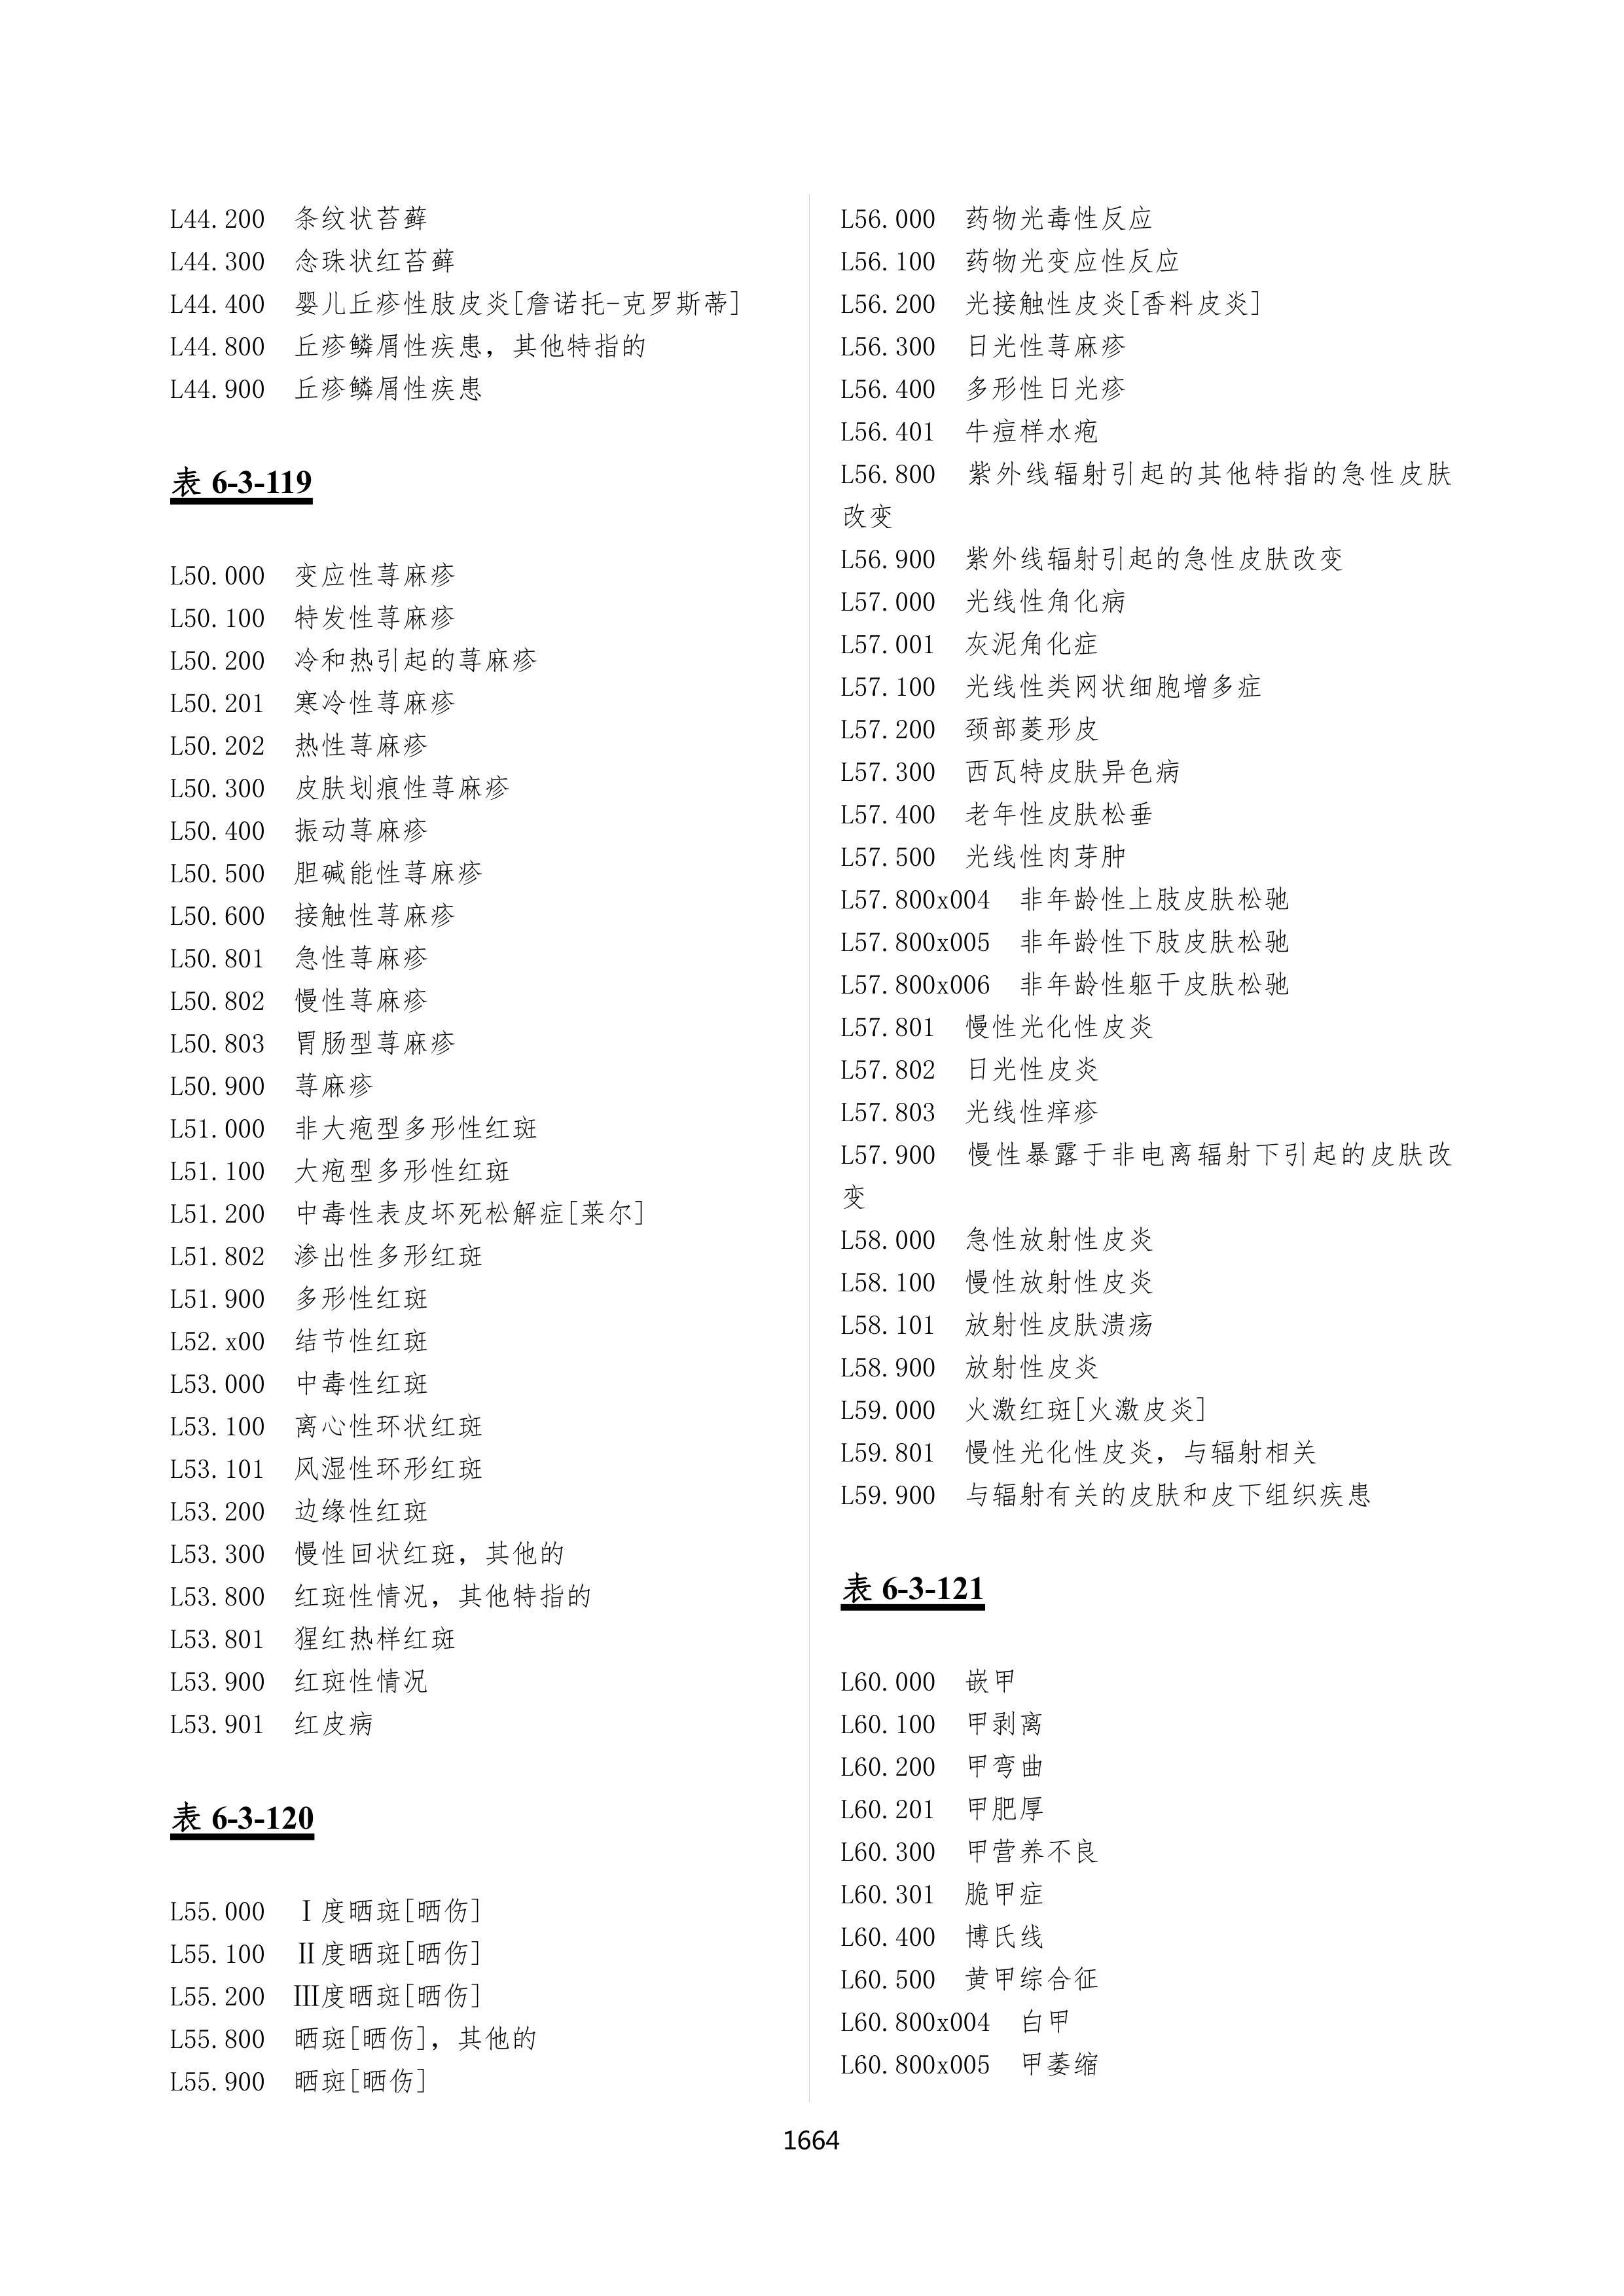 L44.200 条纹状苔藓
L44.300 念珠状红苔藓
L44.400 婴儿丘疹性肢皮炎[詹诺托-克罗斯蒂]
L44.800 丘疹鳞屑性疾患，其他特指的
L44.900 丘疹鳞屑性疾患
表 6-3-119
L50.000 变应性荨麻疹
L50.100 特发性荨麻疹
L50.200 冷和热引起的荨麻疹
L50.201 寒冷性荨麻疹
L50.202 热性荨麻疹
L50.300 皮肤划痕性荨麻疹
L50.400 振动荨麻疹
L50.500 胆碱能性荨麻疹
L50.600 接触性荨麻疹
L50.801 急性荨麻疹
L50.802 慢性荨麻疹
L50.803 胃肠型荨麻疹
L50.900 荨麻疹
L51.000 非大疱型多形性红斑
L51.100 大疱型多形性红斑
L51.200 中毒性表皮坏死松解症[莱尔]
L51.802 渗出性多形红斑
L51.900 多形性红斑
L52.x00 结节性红斑
L53.000 中毒性红斑
L53.100 离心性环状红斑
L53.101 风湿性环形红斑
L53.200 边缘性红斑
L53.300 慢性回状红斑，其他的
L53.800 红斑性情况，其他特指的
L53.801 猩红热样红斑
L53.900 红斑性情况
L53.901 红皮病
表 6-3-120
L55.000 Ⅰ度晒斑[晒伤]
L55.100 Ⅱ度晒斑[晒伤]
L55.200 Ⅲ度晒斑[晒伤]
L55.800 晒斑[晒伤]，其他的
L55.900 晒斑[晒伤]
L56.000 药物光毒性反应
L56.100 药物光变应性反应
L56.200 光接触性皮炎[香料皮炎]
L56.300 日光性荨麻疹
L56.400 多形性日光疹
L56.401 牛痘样水疱
L56.800 紫外线辐射引起的其他特指的急性皮肤
改变
L56.900 紫外线辐射引起的急性皮肤改变
L57.000 光线性角化病
L57.001 灰泥角化症
L57.100 光线性类网状细胞增多症
L57.200 颈部菱形皮
L57.300 西瓦特皮肤异色病
L57.400 老年性皮肤松垂
L57.500 光线性肉芽肿
L57.800x004 非年龄性上肢皮肤松驰
L57.800x005 非年龄性下肢皮肤松驰
L57.800x006 非年龄性躯干皮肤松驰
L57.801 慢性光化性皮炎
L57.802 日光性皮炎
L57.803 光线性痒疹
L57.900 慢性暴露于非电离辐射下引起的皮肤改
变
L58.000 急性放射性皮炎
L58.100 慢性放射性皮炎
L58.101 放射性皮肤溃疡
L58.900 放射性皮炎
L59.000 火激红斑[火激皮炎]
L59.801 慢性光化性皮炎，与辐射相关
L59.900 与辐射有关的皮肤和皮下组织疾患
表 6-3-121
L60.000 嵌甲
L60.100 甲剥离
L60.200 甲弯曲
L60.201 甲肥厚
L60.300 甲营养不良
L60.301 脆甲症
L60.400 博氏线
L60.500 黄甲综合征
L60.800x004 白甲
L60.800x005 甲萎缩
1664